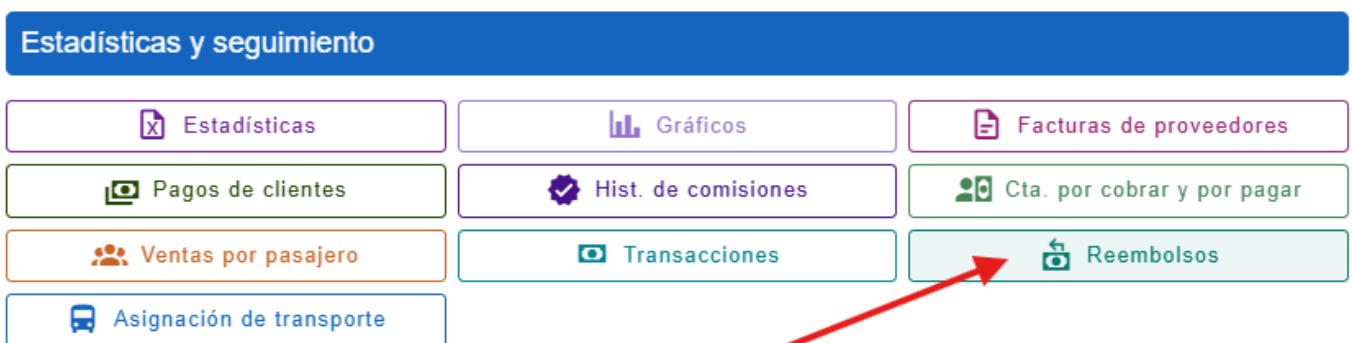 Estadísticas y seguimiento
Estadísticas
Gráficos
Facturas de proveedores
Pagos de clientes
Hist. de comisiones
Cta. por cobrar y por pagar
Ventas por pasajero
Transacciones
Reembolsos
Asignación de transporte